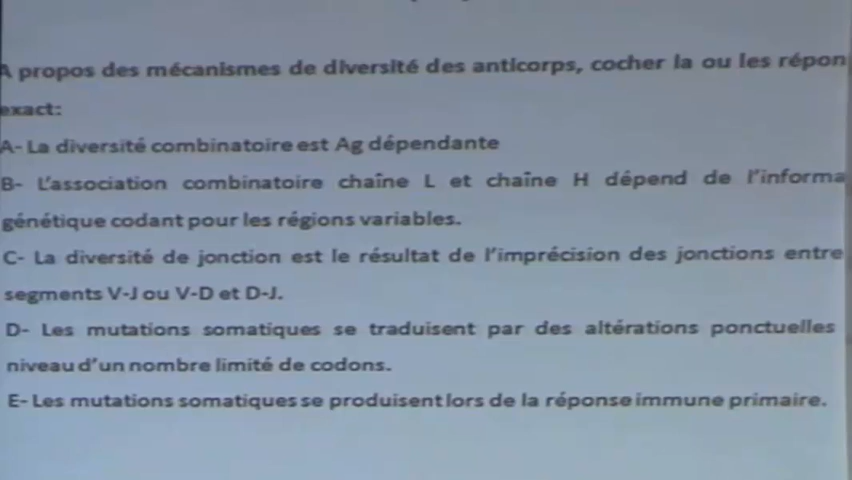 A propos des mécanismes de diversité des anticorps, cocher la ou les répon
exact:
A- La diversité combinatoire est Ag dépendante
B- L'association combinatoire chaîne L et chaîne H dépend de l'informa
génétique codant pour les régions variables.
C- La diversité de jonction est le résultat de l'imprécision des jonctions entre
segments V-J ou V-D et D-J.
D- Les mutations somatiques se traduisent par des altérations ponctuelles
niveau d'un nombre limité de codons.
E- Les mutations somatiques se produisent lors de la réponse immune primaire.